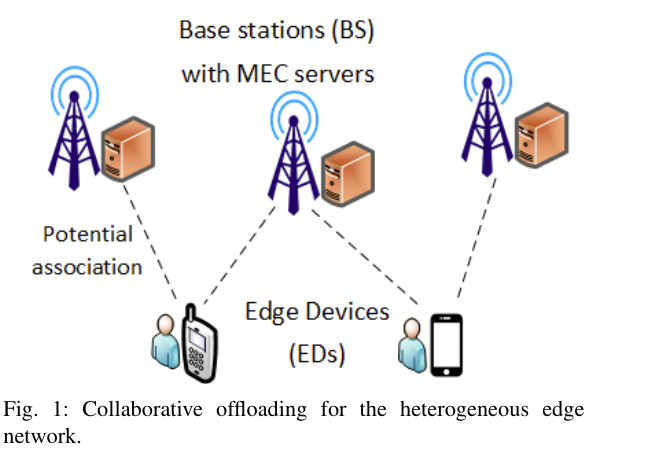 Base stations (BS)
with MEC servers
Potential
association
Edge Devices
(EDs)
Fig. 1: Collaborative offloading for the heterogeneous edge
network.